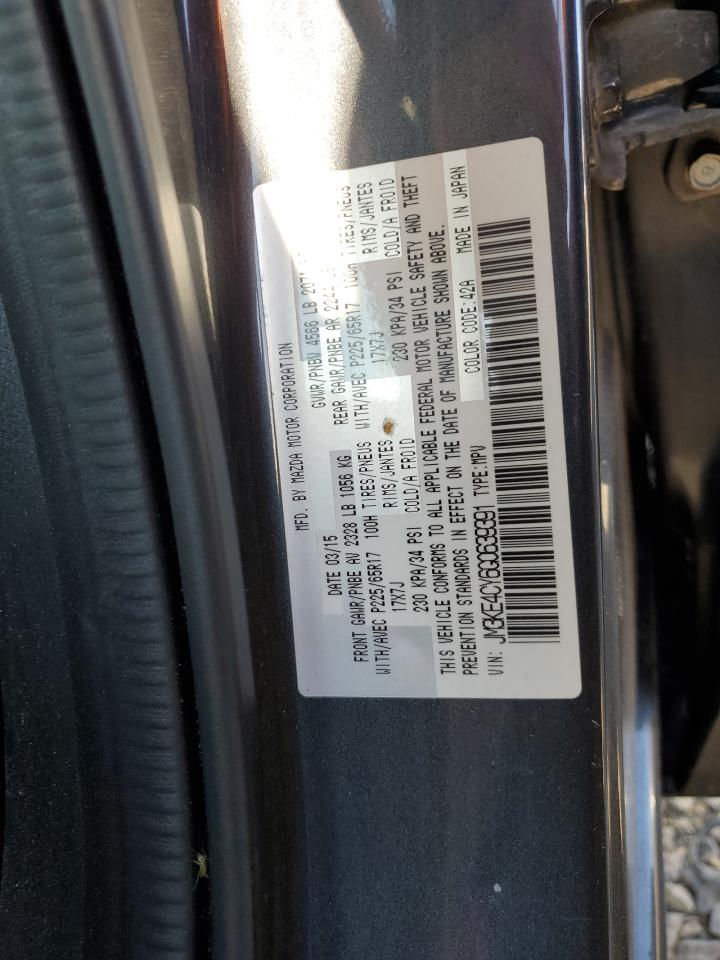 MFD. BY MAZDA MOTOR CORPORATION
DATE 03/15 GVWR/PNBV 4566 LB
FRONT GAWR/PNBE AV 2328 LB 1056 KG REAR GAWR/PNBE AR
WITH/AVEC P225/65R17 100H TIRES/PNEUS WITH/AVEC P225/65R17 100H TIRES/PNEUS
17X7J RIMS/JANTES 17X7J RIMS/JANTES
230 KPA/34 PSI COLD/A FROID 230 KPA/34 PSI COLD/A FROID
THIS VEHICLE CONFORMS TO ALL APPLICABLE FEDERAL MOTOR VEHICLE SAFETY AND THEFT
PREVENTION STANDARDS IN EFFECT ON THE DATE OF MANUFACTURE SHOWN ABOVE.
VIN: JM3KE4CY6G0639391 TYPE:MPV COLOR CODE:42A MADE IN JAPAN